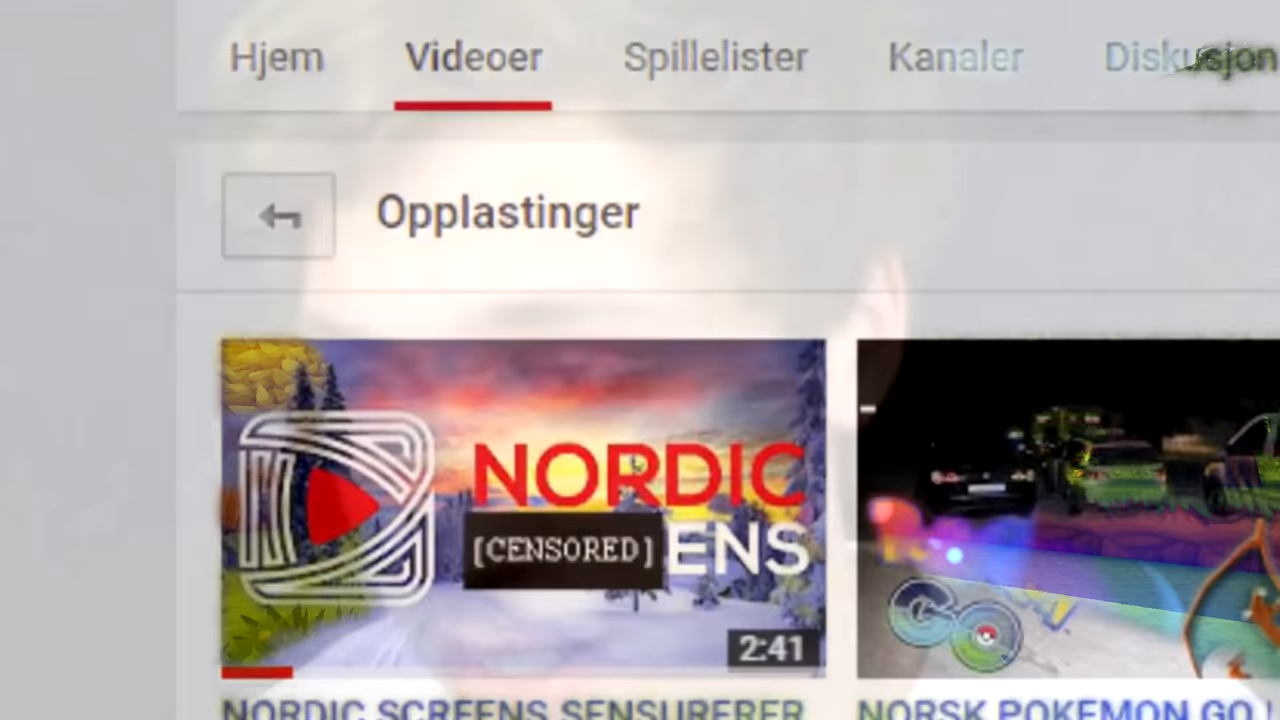 Hjem Videoer Spillelister Kanaler Diskusjon
Opplastinger
NORDIC
[CENSORED] ENS
2:41
NORDIC SCREENS SENSURERER
NORSK POKEMON GO